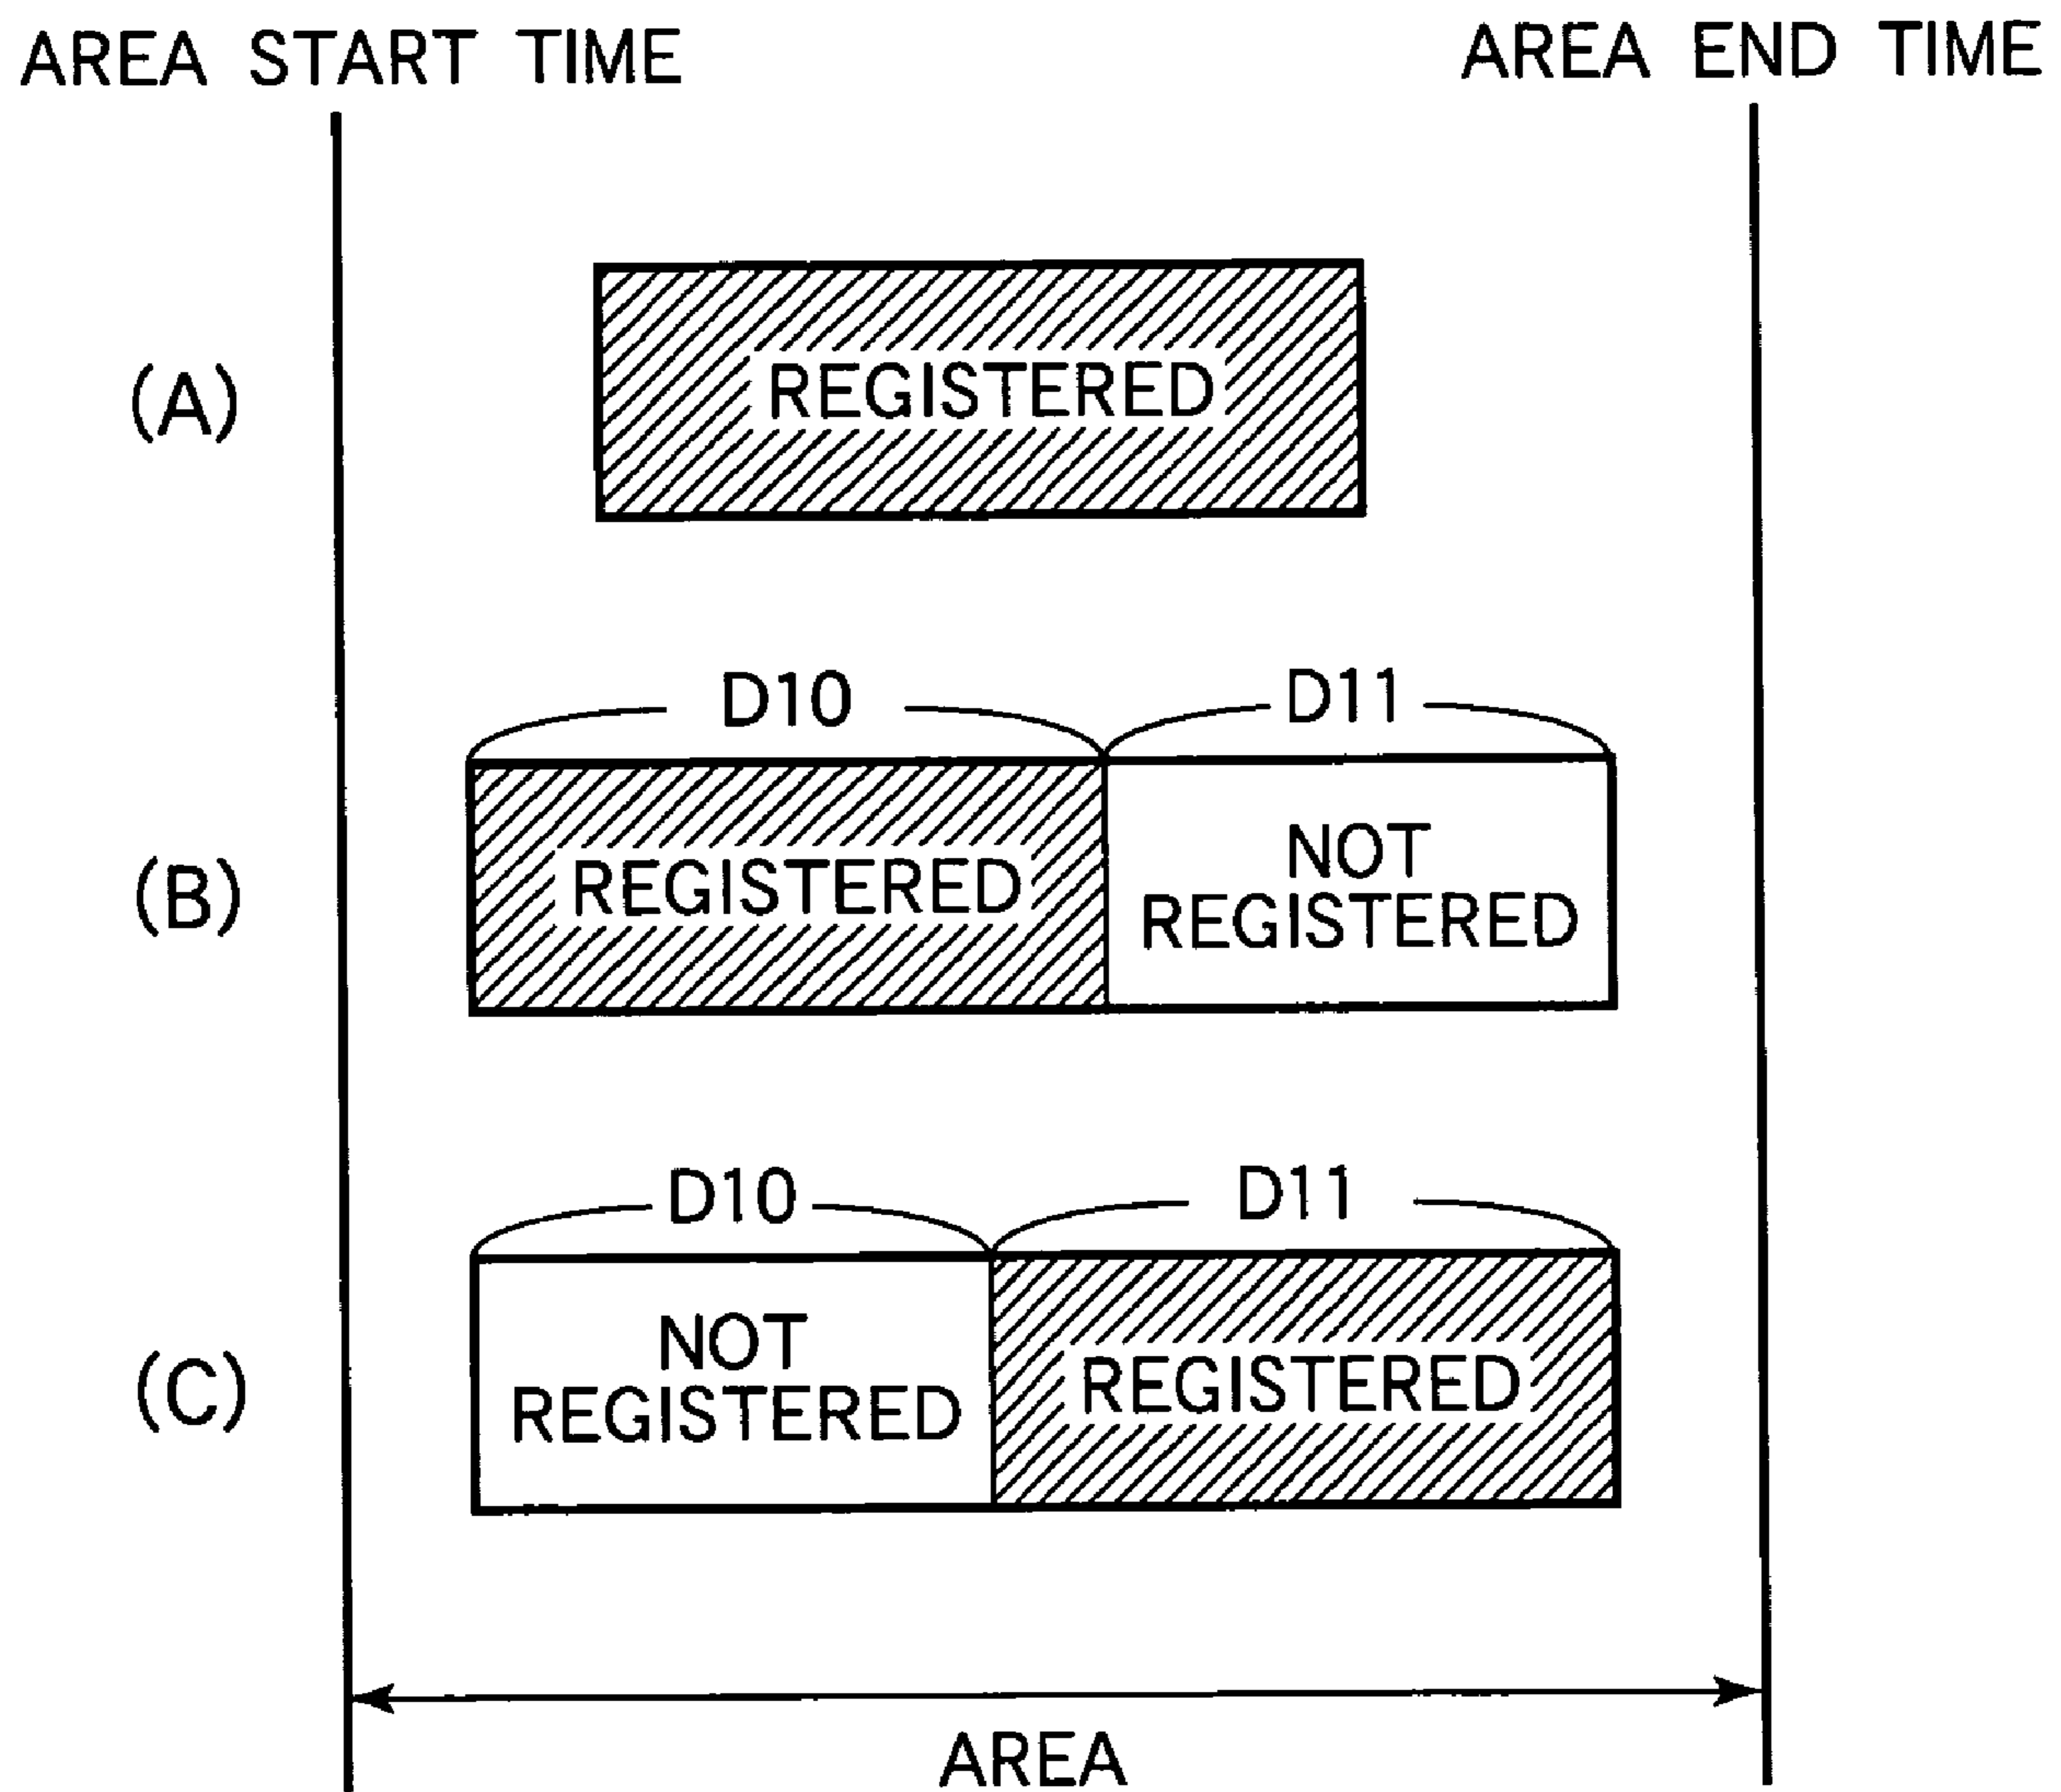 AREA START TIME
AREA END TIME
(A)
REGISTERED
D10
D11
(B)
REGISTERED
NOT
REGISTERED
D10
D11
(C)
NOT
REGISTERED
REGISTERED
AREA